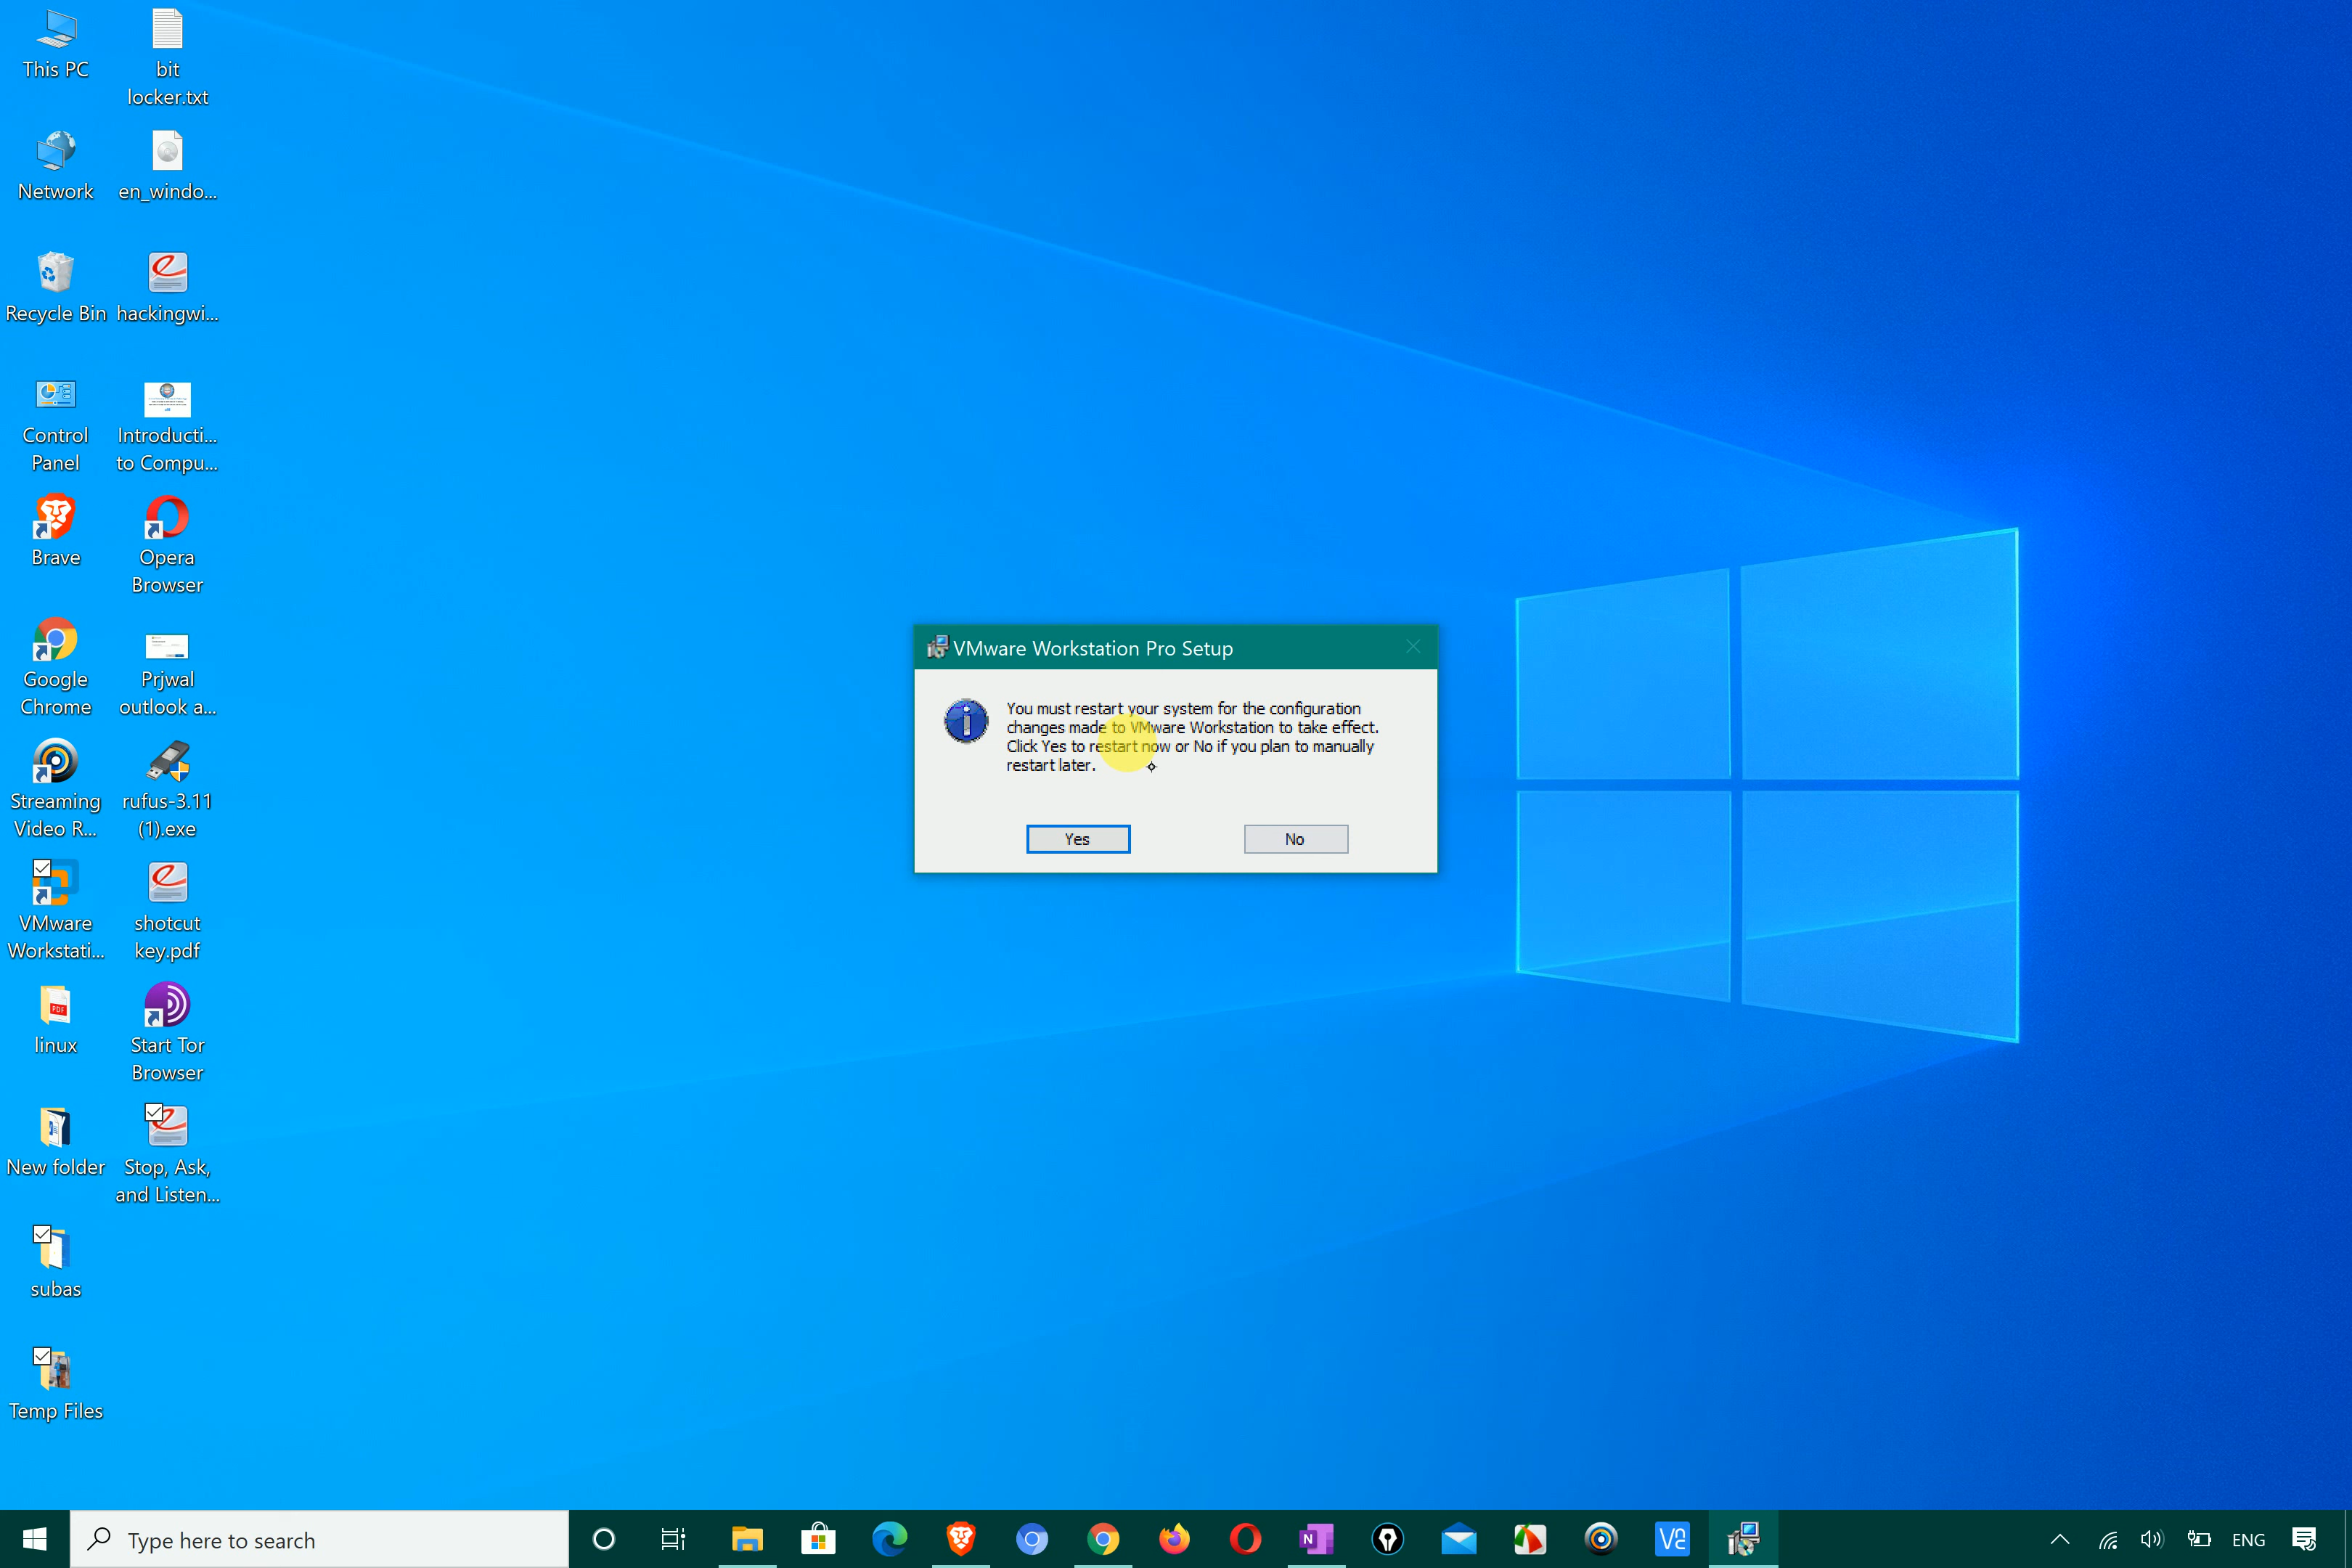 This PC
bit
locker.txt
Network
en_windo...
Recycle Bin
hackingwi...
Control
Panel
Introducti...
to Compu...
Brave
Opera
Browser
Google
Chrome
Prjwal
outlook a...
Streaming
Video R...
rufus-3.11
(1).exe
VMware
Workstati...
shotcut
key.pdf
linux
Start Tor
Browser
New folder
Stop, Ask,
and Listen...
subas
Temp Files
VMware Workstation Pro Setup
You must restart your system for the configuration
changes made to VMware Workstation to take effect.
Click Yes to restart now or No if you plan to manually
restart later.
Yes
No
Type here to search
ENG